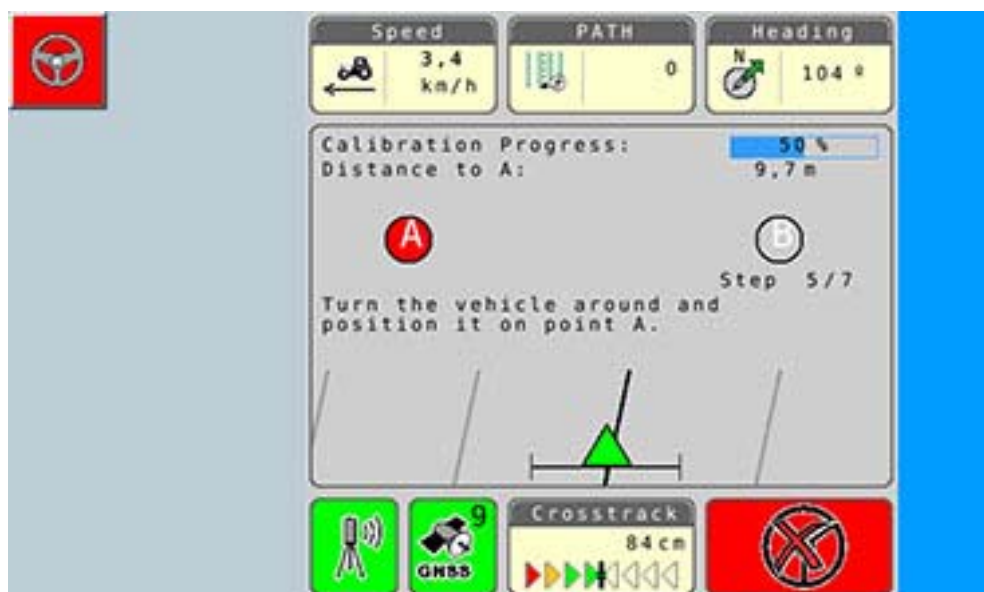 Speed
PATH
Heading
3,4
km/h
0
N
104 °
Calibration Progress:
50 %
Distance to A:
9,7 m
A
B
Step 5/7
Turn the vehicle around and
position it on point A.
9
GNSS
Crosstrack
84 cm